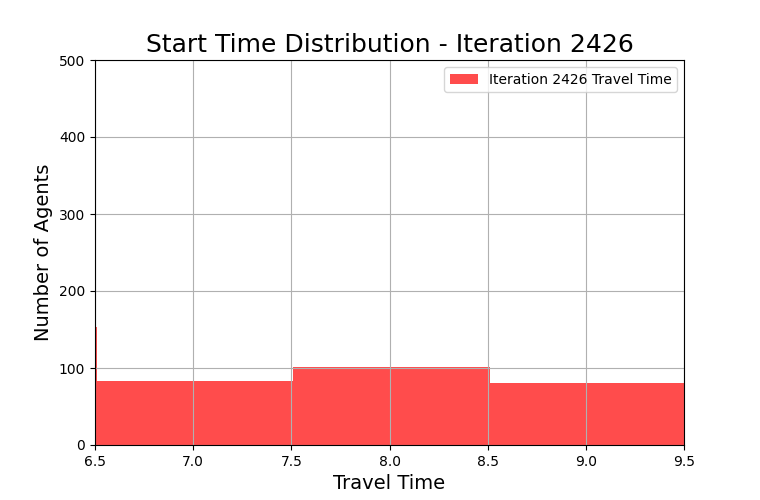 Start Time Distribution - Iteration 2426
Iteration 2426 Travel Time
Number of Agents
500
400
300
200
100
0
6.5 7.0 7.5 8.0 8.5 9.0 9.5
Travel Time